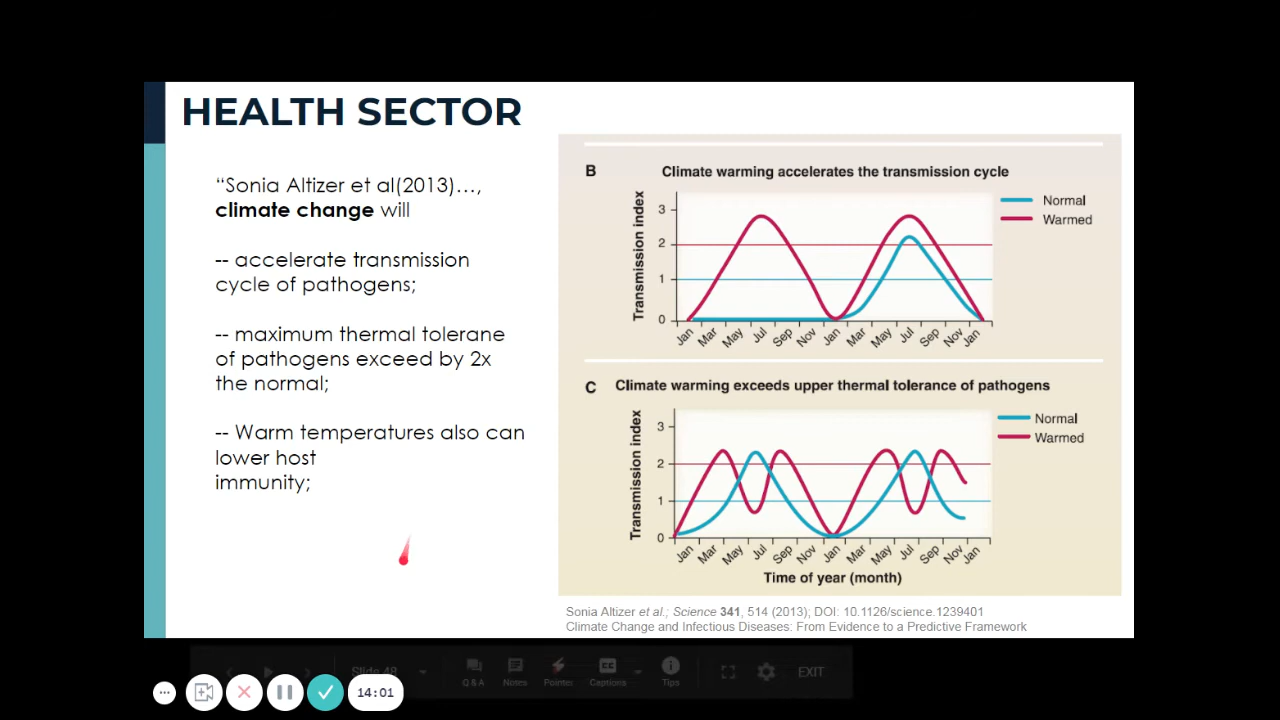 HEALTH SECTOR
“Sonia Altizer et al(2013)…,
climate change will
-- accelerate transmission
cycle of pathogens;
-- maximum thermal tolerane
of pathogens exceed by 2x
the normal;
-- Warm temperatures also can
lower host
immunity;
B Climate warming accelerates the transmission cycle
Transmission index
3
2
1
0
Jan Mar May Jul Sep Nov Jan Mar May Jul Sep Nov Jan
Normal
Warmed
C Climate warming exceeds upper thermal tolerance of pathogens
Transmission index
3
2
1
0
Jan Mar May Jul Sep Nov Jan Mar May Jul Sep Nov Jan
Time of year (month)
Normal
Warmed
Sonia Altizer et al.; Science 341, 514 (2013); DOI: 10.1126/science.1239401
Climate Change and Infectious Diseases: From Evidence to a Predictive Framework
Slide 48
Q & A Notes Pointer Captions Tips EXIT
14:01